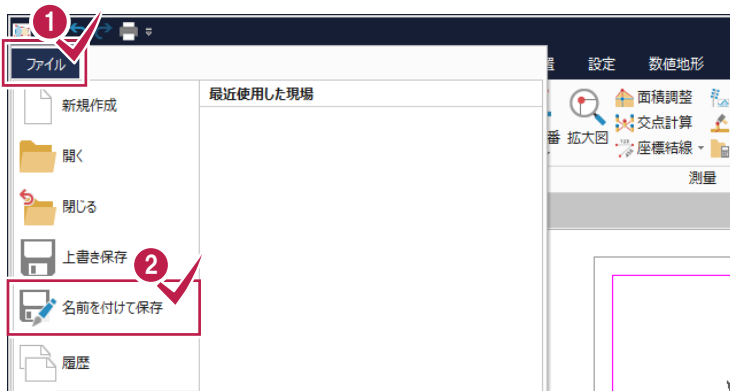 1
ファイル
設定
数値地形
新規作成
最近使用した現場
面積調整
開く
交点計算
番
拡大図
座標結線
閉じる
測量
上書き保存
2
名前を付けて保存
履歴